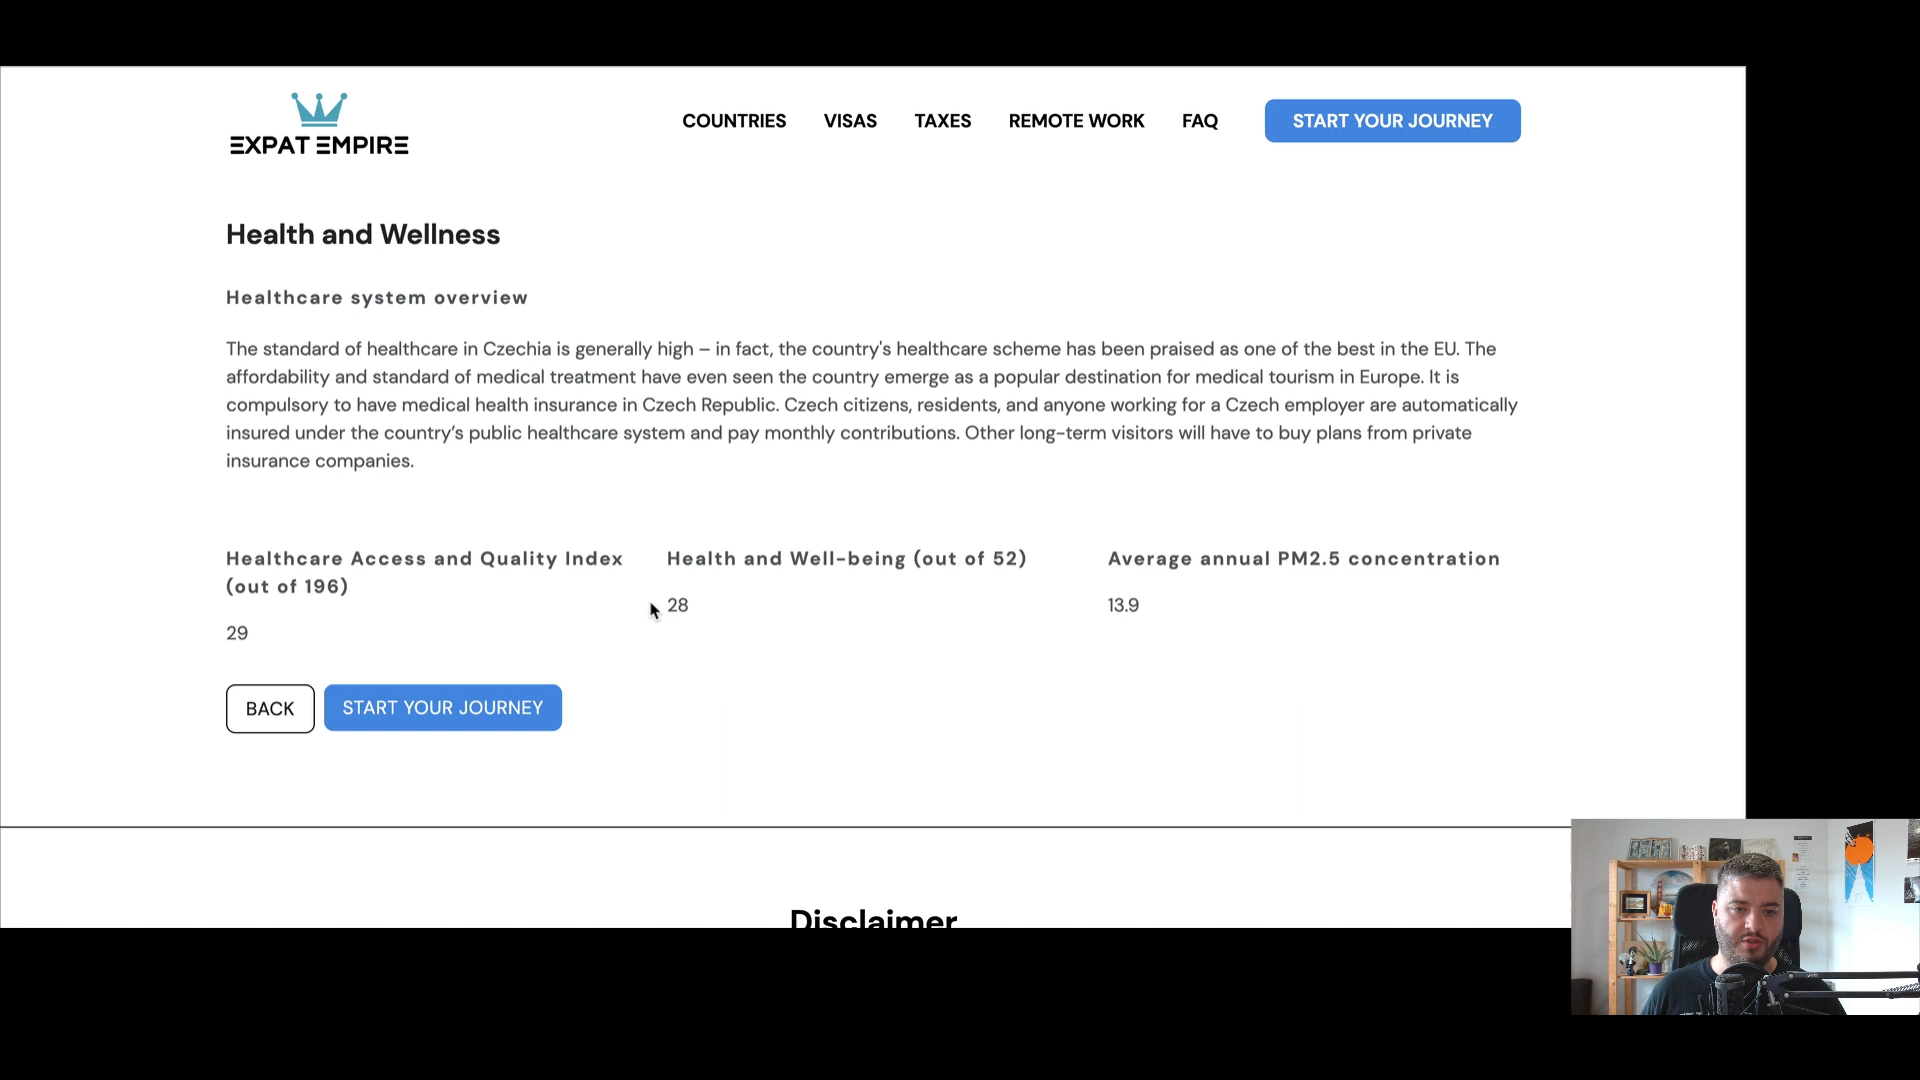 EXPAT EMPIRE
COUNTRIES
VISAS
TAXES
REMOTE WORK
FAQ
START YOUR JOURNEY
Health and Wellness
Healthcare system overview
The standard of healthcare in Czechia is generally high – in fact, the country's healthcare scheme has been praised as one of the best in the EU. The
affordability and standard of medical treatment have even seen the country emerge as a popular destination for medical tourism in Europe. It is
compulsory to have medical health insurance in Czech Republic. Czech citizens, residents, and anyone working for a Czech employer are automatically
insured under the country’s public healthcare system and pay monthly contributions. Other long-term visitors will have to buy plans from private
insurance companies.
Healthcare Access and Quality Index
(out of 196)
29
Health and Well-being (out of 52)
28
Average annual PM2.5 concentration
13.9
BACK
START YOUR JOURNEY
Disclaimer